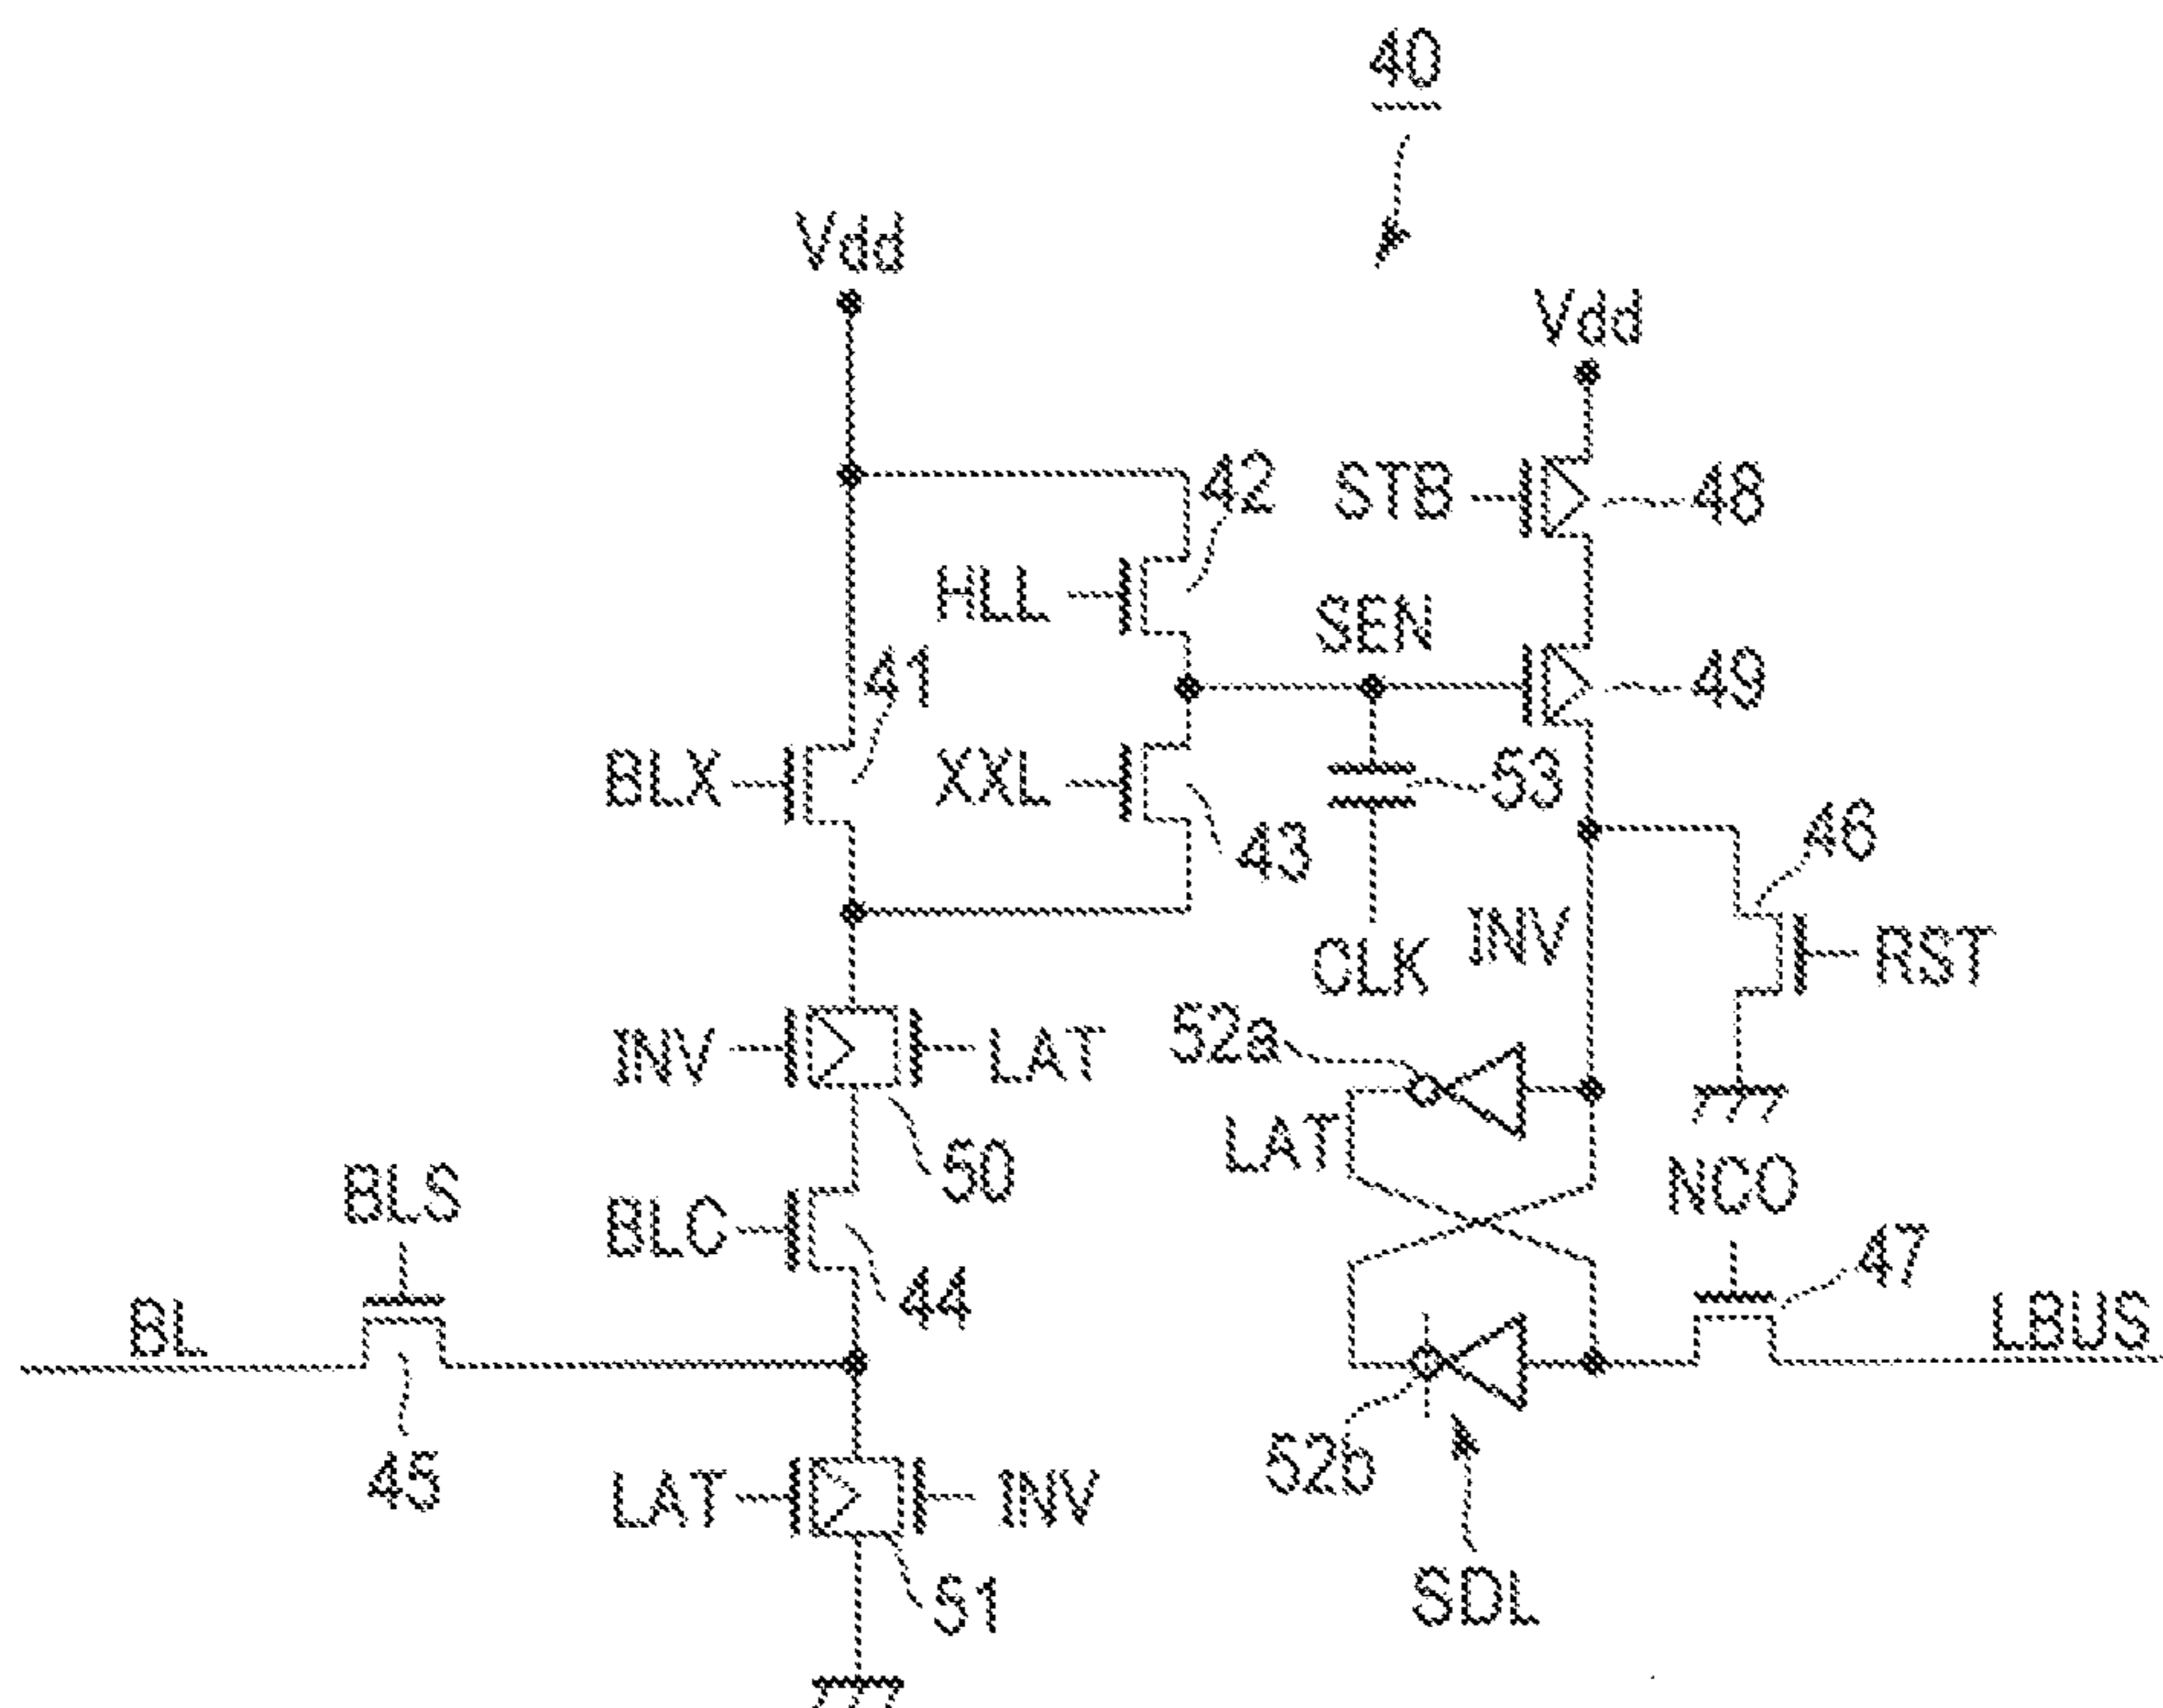 40
Vdd
Vdd
42
STB
48
HLL
SEN
41
49
BLX
XXL
53
43
46
CLK
INV
RST
INV
LAT
52a
50
LAT
BLS
BLC
NCO
44
47
BL
LBUS
45
LAT
INV
52b
51
SDL